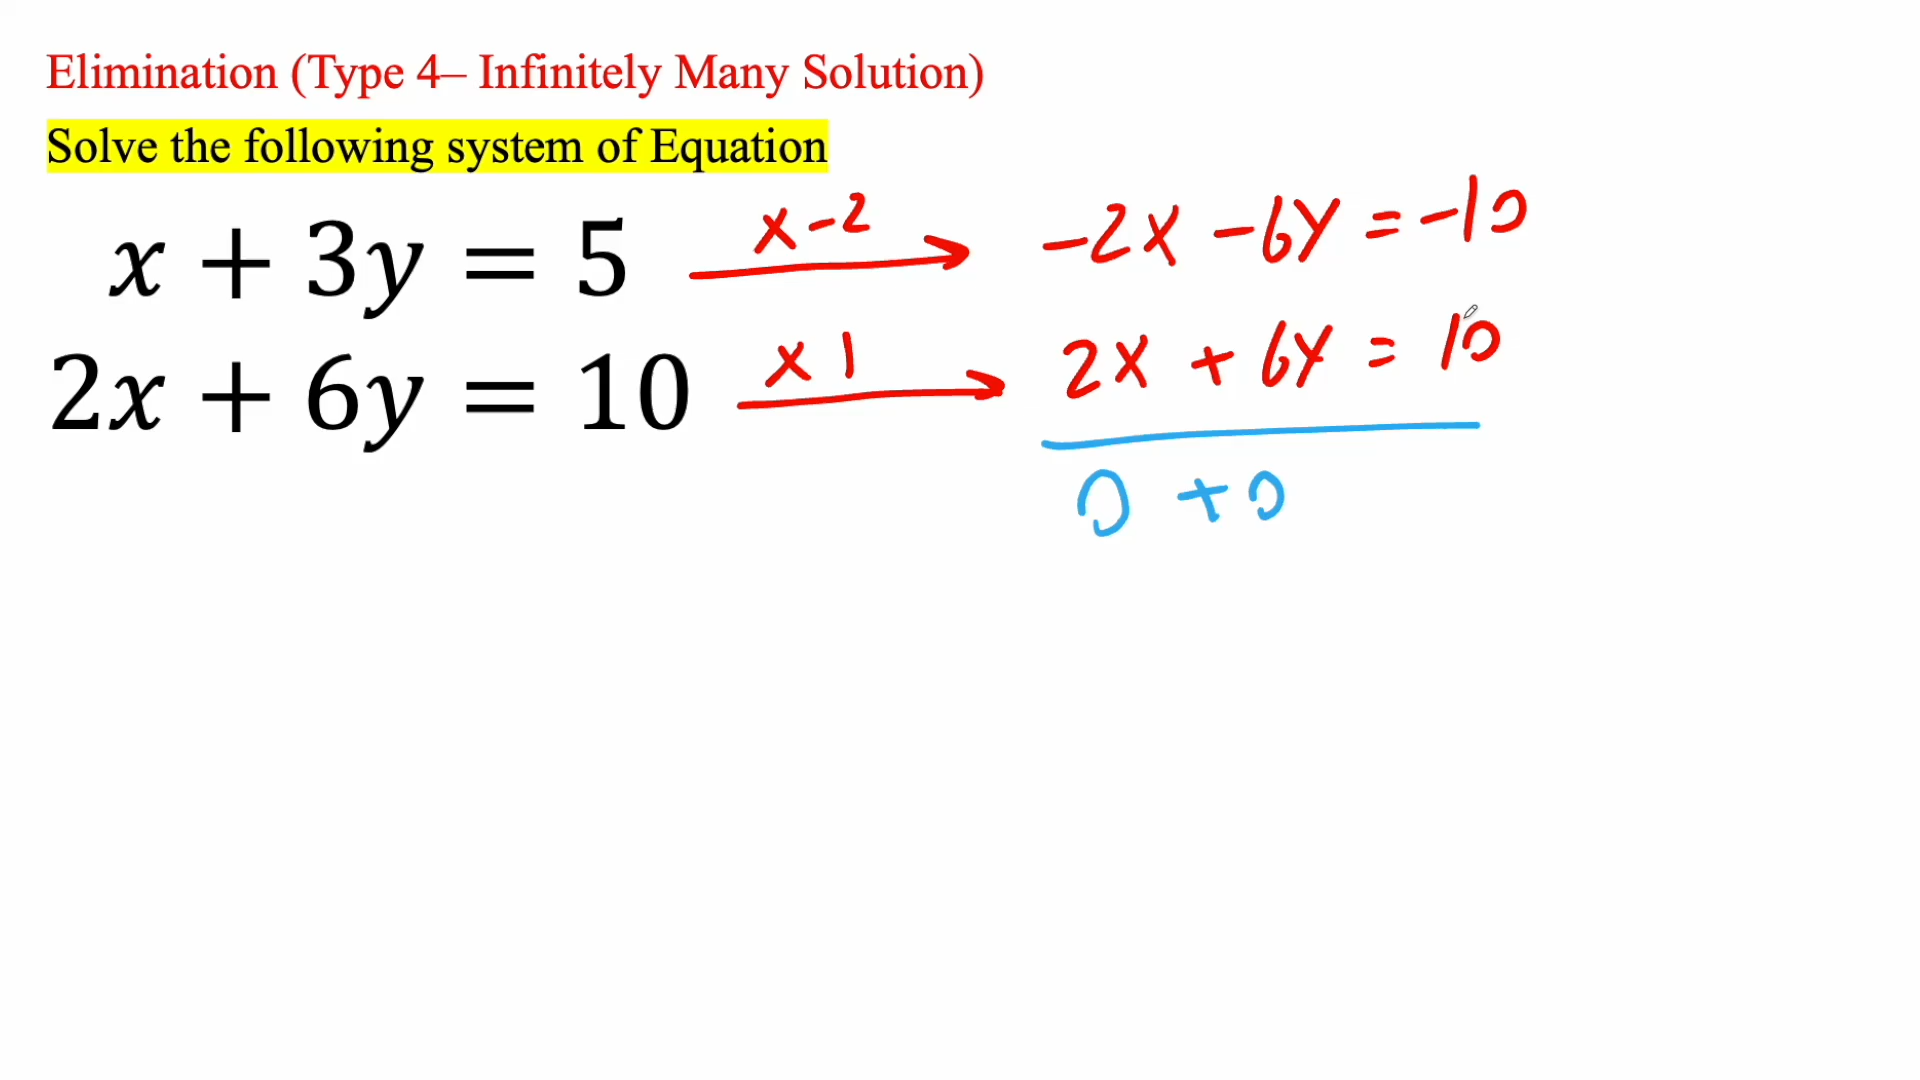 Elimination (Type 4– Infinitely Many Solution)
Solve the following system of Equation
x + 3y = 5 x-2 -2x - 6y = -10
2x + 6y = 10 x1 2x + 6y = 10
0 + 0